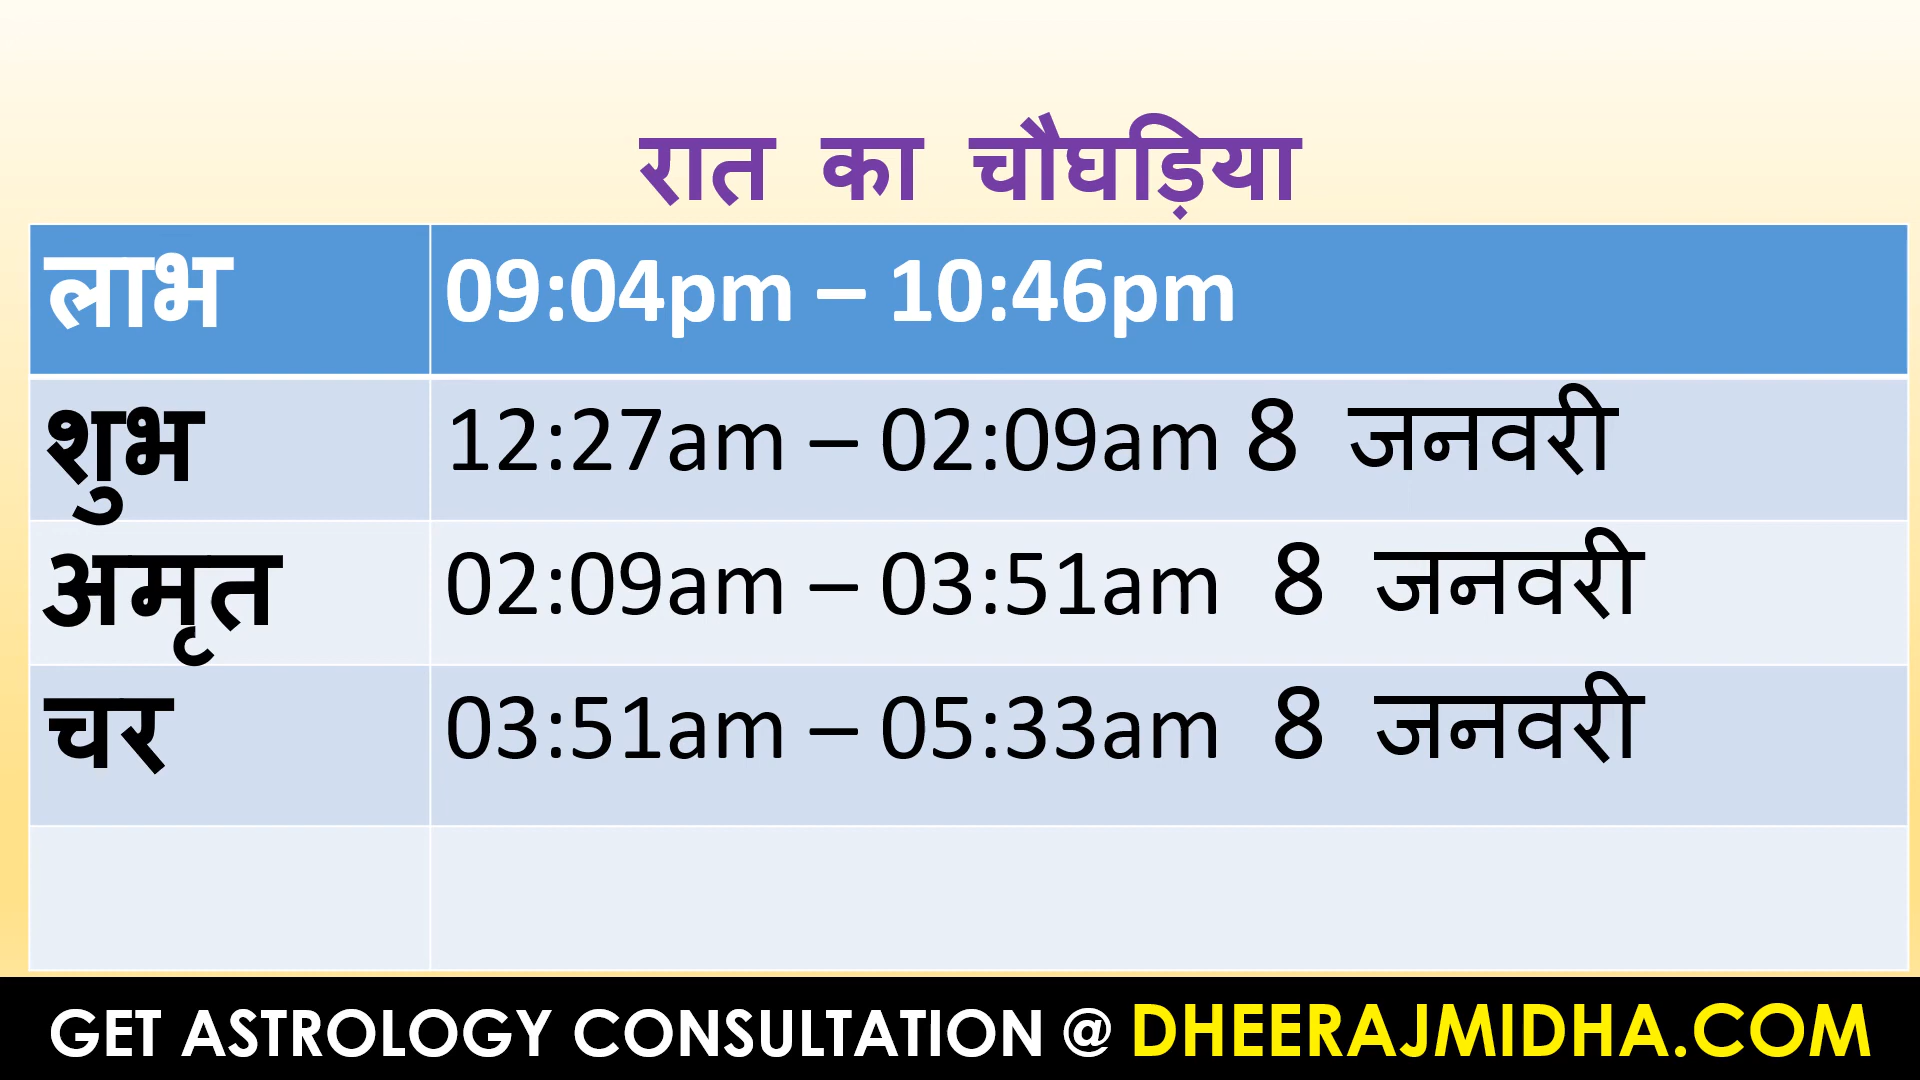 रात का चौघड़िया
लाभ 09:04pm – 10:46pm
शुभ 12:27am – 02:09am 8 जनवरी
अमृत 02:09am – 03:51am 8 जनवरी
चर 03:51am – 05:33am 8 जनवरी
GET ASTROLOGY CONSULTATION @ DHEERAJMIDHA.COM